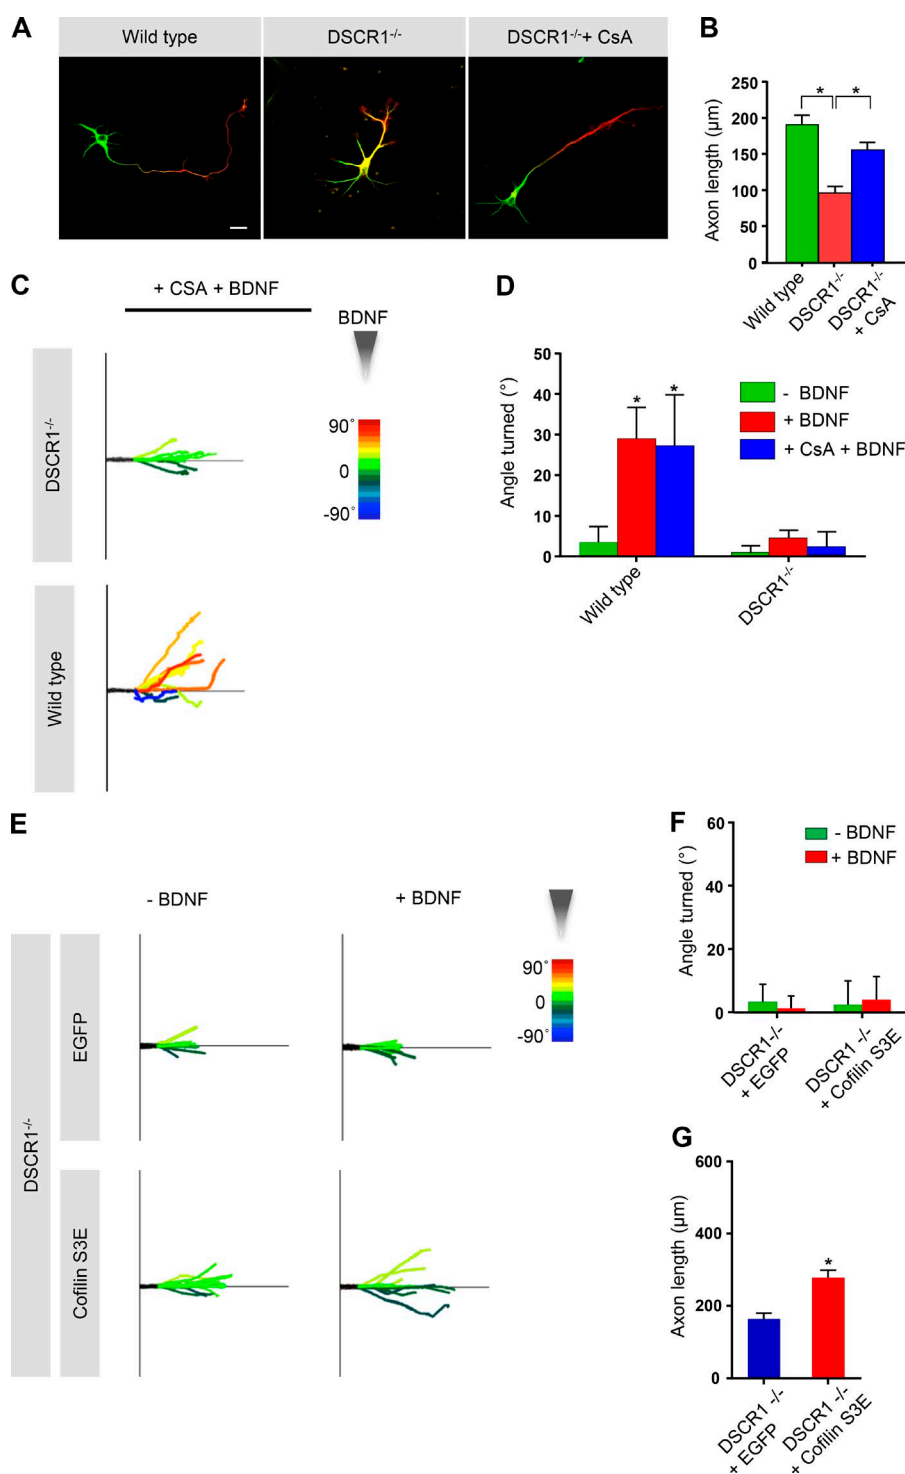 A
Wild type
DSCR1-/-
DSCR1-/-+ CsA
B
Axon length (µm)
250
200
150
100
50
0
* *
Wild type
DSCR1-/-
DSCR1-/-
+ CsA
C
+ CSA + BDNF
BDNF
DSCR1-/-
90°
0
-90°
Wild type
D
Angle turned (°)
50
40
30
20
10
0
* *
- BDNF
+ BDNF
+ CsA + BDNF
Wild type
DSCR1-/-
E
- BDNF
+ BDNF
90°
0
-90°
DSCR1-/-
EGFP
Cofilin S3E
F
Angle turned (°)
60
40
20
0
- BDNF
+ BDNF
DSCR1-/-
+ EGFP
DSCR1 -/-
+ Cofilin S3E
G
Axon length (µm)
600
400
200
0
*
DSCR1 -/-
+ EGFP
DSCR1 -/-
+ Cofilin S3E